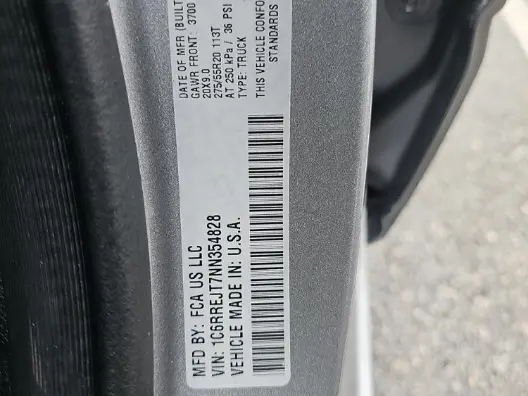 DATE OF MFR (BUILT
GAWR FRONT: 3700
20X9.0
275/55R20 113T
AT 250 kPa / 36 PSI
TYPE: TRUCK
THIS VEHICLE CONFO
STANDARDS
MFD BY: FCA US LLC
VIN: 1C6RREJT7NN354828
VEHICLE MADE IN: U.S.A.